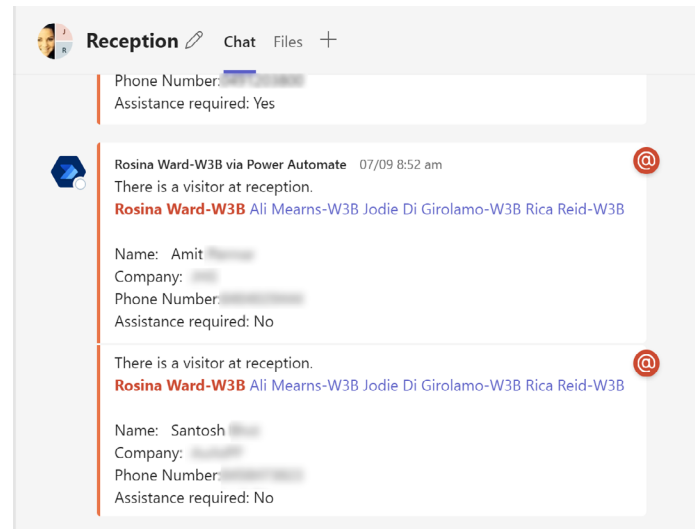 J
R
Reception Chat Files
Phone Number:
Assistance required: Yes
Rosina Ward-W3B via Power Automate 07/09 8:52 am
There is a visitor at reception.
Rosina Ward-W3B Ali Mearns-W3B Jodie Di Girolamo-W3B Rica Reid-W3B
Name: Amit
Company:
Phone Number:
Assistance required: No
There is a visitor at reception.
Rosina Ward-W3B Ali Mearns-W3B Jodie Di Girolamo-W3B Rica Reid-W3B
Name: Santosh
Company:
Phone Number:
Assistance required: No